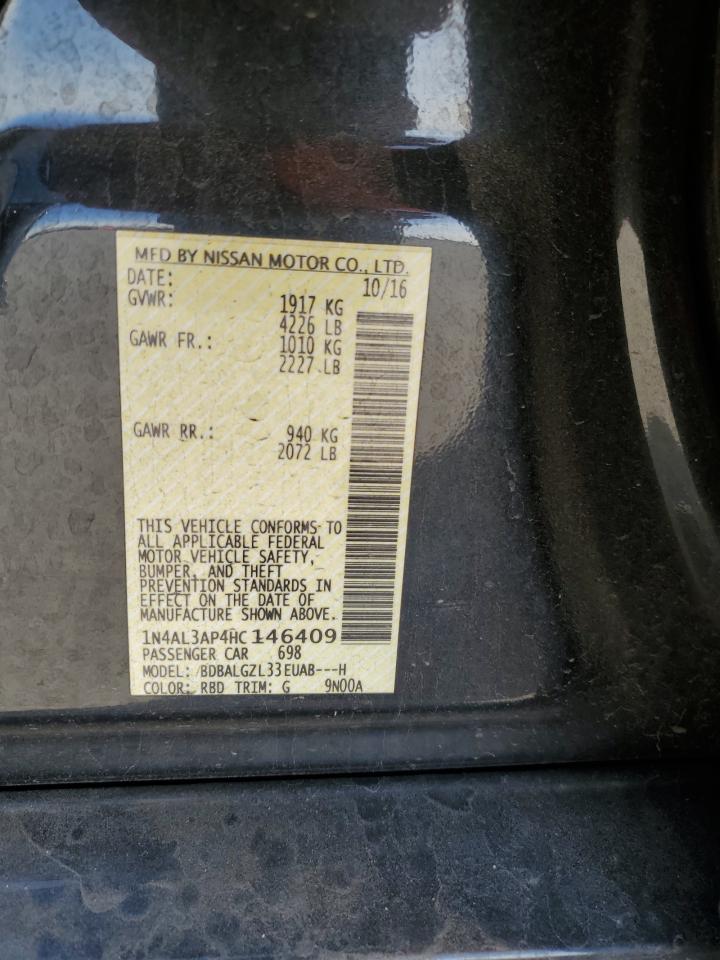 MFD BY NISSAN MOTOR CO., LTD.
DATE: 10/16
GVWR: 1917 KG
4226 LB
GAWR FR.: 1010 KG
2227 LB
GAWR RR.: 940 KG
2072 LB
THIS VEHICLE CONFORMS TO
ALL APPLICABLE FEDERAL
MOTOR VEHICLE SAFETY,
BUMPER, AND THEFT
PREVENTION STANDARDS IN
EFFECT ON THE DATE OF
MANUFACTURE SHOWN ABOVE.
1N4AL3AP4HC146409
PASSENGER CAR 698
MODEL: BDBALGZL33EUAB---H
COLOR: RBD TRIM: G 9N00A